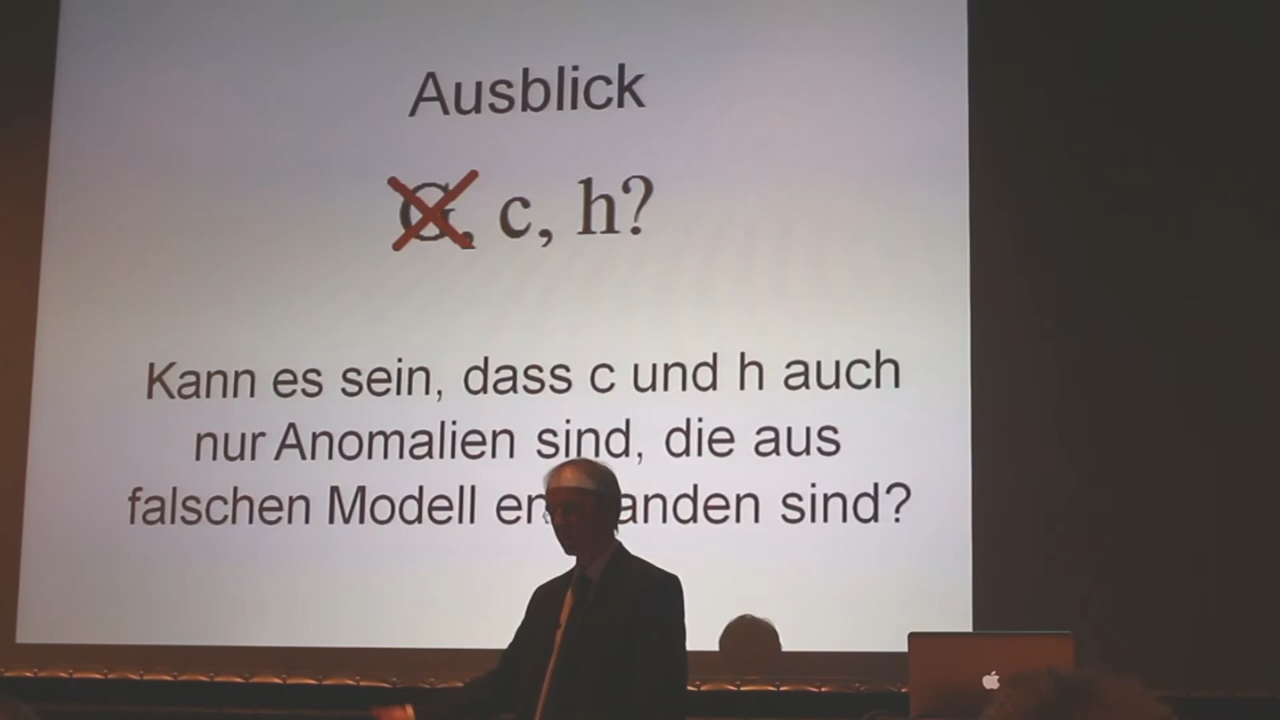 Ausblick
G, c, h?
Kann es sein, dass c und h auch
nur Anomalien sind, die aus
falschen Modell sind?